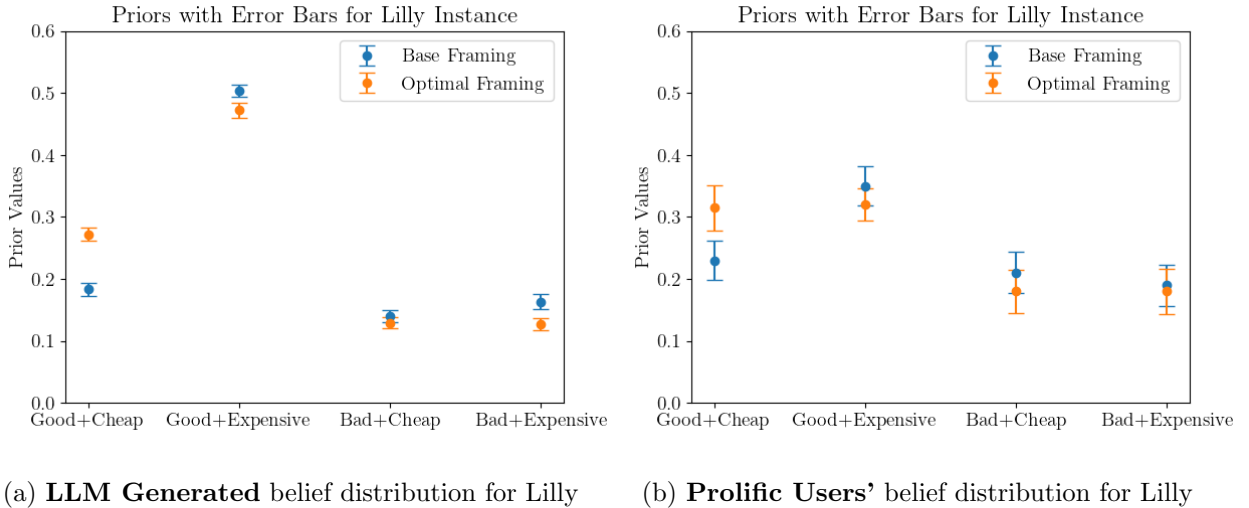 Priors with Error Bars for Lilly Instance
Prior Values
0.6
0.5
0.4
0.3
0.2
0.1
0.0
Base Framing
Optimal Framing
Good+Cheap Good+Expensive Bad+Cheap Bad+Expensive
(a) LLM Generated belief distribution for Lilly
Priors with Error Bars for Lilly Instance
Prior Values
0.6
0.5
0.4
0.3
0.2
0.1
0.0
Base Framing
Optimal Framing
Good+Cheap Good+Expensive Bad+Cheap Bad+Expensive
(b) Prolific Users' belief distribution for Lilly